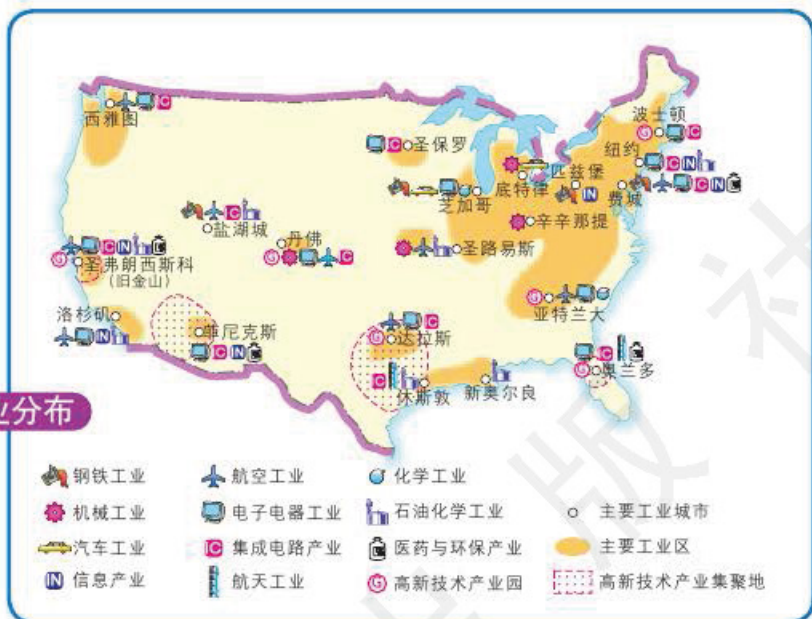 西雅图
圣保罗
波士顿
纽约
匹兹堡
底特律
费城
芝加哥
盐湖城
丹佛
辛辛那提
圣路易斯
圣弗朗西斯科
(旧金山)
亚特兰大
洛杉矶
菲尼克斯
达拉斯
奥兰多
休斯敦
新奥尔良
业分布
钢铁工业
航空工业
化学工业
机械工业
电子电器工业
石油化学工业
主要工业城市
汽车工业
IC 集成电路产业
医药与环保产业
主要工业区
IN 信息产业
航天工业
G 高新技术产业园
高新技术产业集聚地
版
社